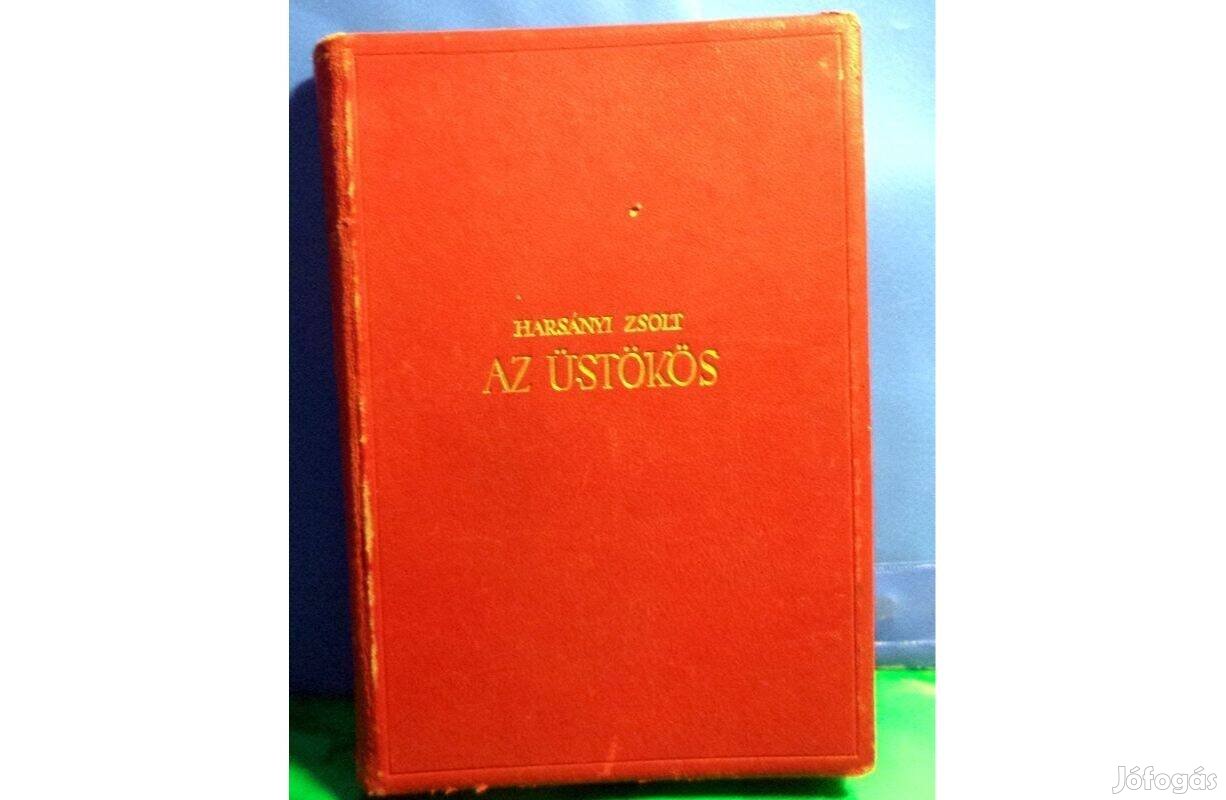 HARSÁNYI ZSOLT
AZ ÜSTÖKÖS
Jófogás